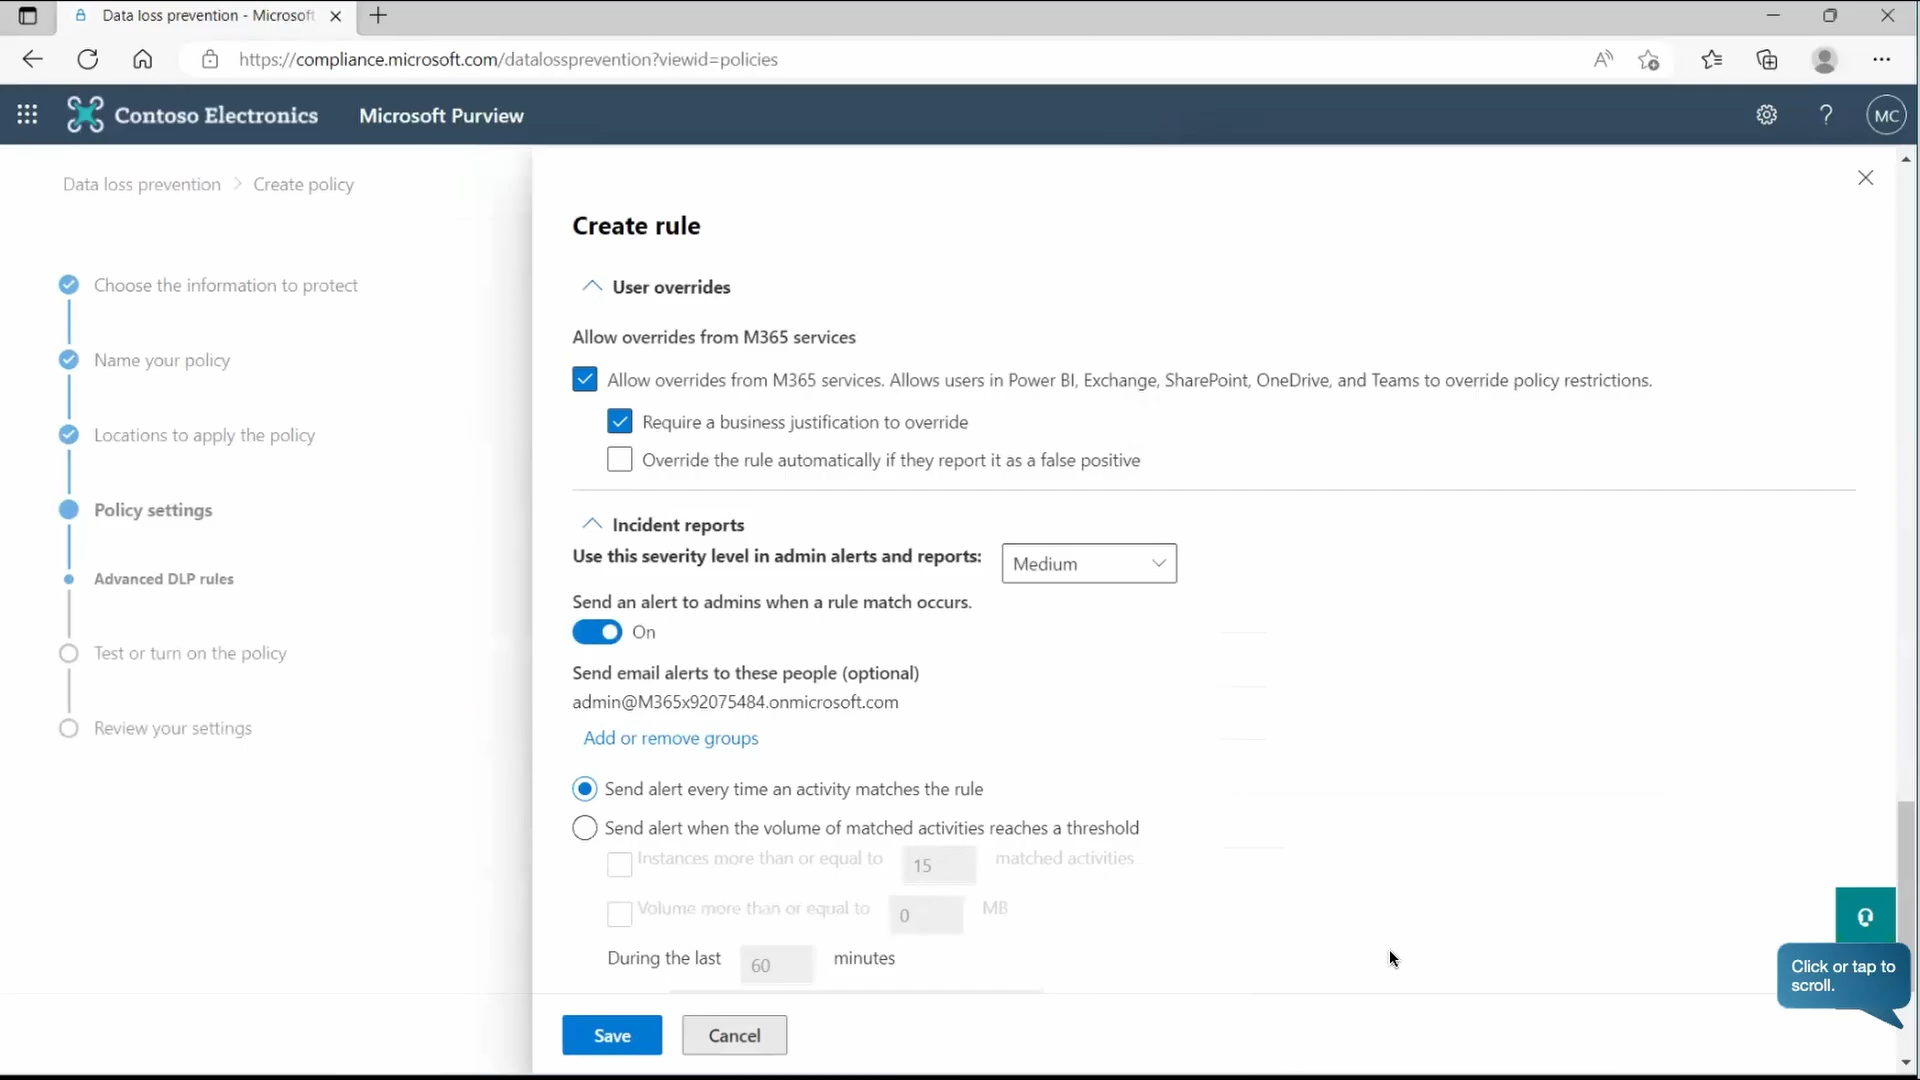 Data loss prevention - Microsoft
https://compliance.microsoft.com/datalossprevention?viewid=policies
Contoso Electronics
Microsoft Purview
?
MC
Data loss prevention > Create policy
Choose the information to protect
Name your policy
Locations to apply the policy
Policy settings
Advanced DLP rules
Test or turn on the policy
Review your settings
Create rule
User overrides
Allow overrides from M365 services
Allow overrides from M365 services. Allows users in Power BI, Exchange, SharePoint, OneDrive, and Teams to override policy restrictions.
Require a business justification to override
Override the rule automatically if they report it as a false positive
Incident reports
Use this severity level in admin alerts and reports: Medium
Send an alert to admins when a rule match occurs.
On
Send email alerts to these people (optional)
admin@M365x92075484.onmicrosoft.com
Add or remove groups
Send alert every time an activity matches the rule
Send alert when the volume of matched activities reaches a threshold
Instances more than or equal to 15 matched activities
Volume more than or equal to 0 MB
During the last 60 minutes
Save
Cancel
Click or tap to
scroll.